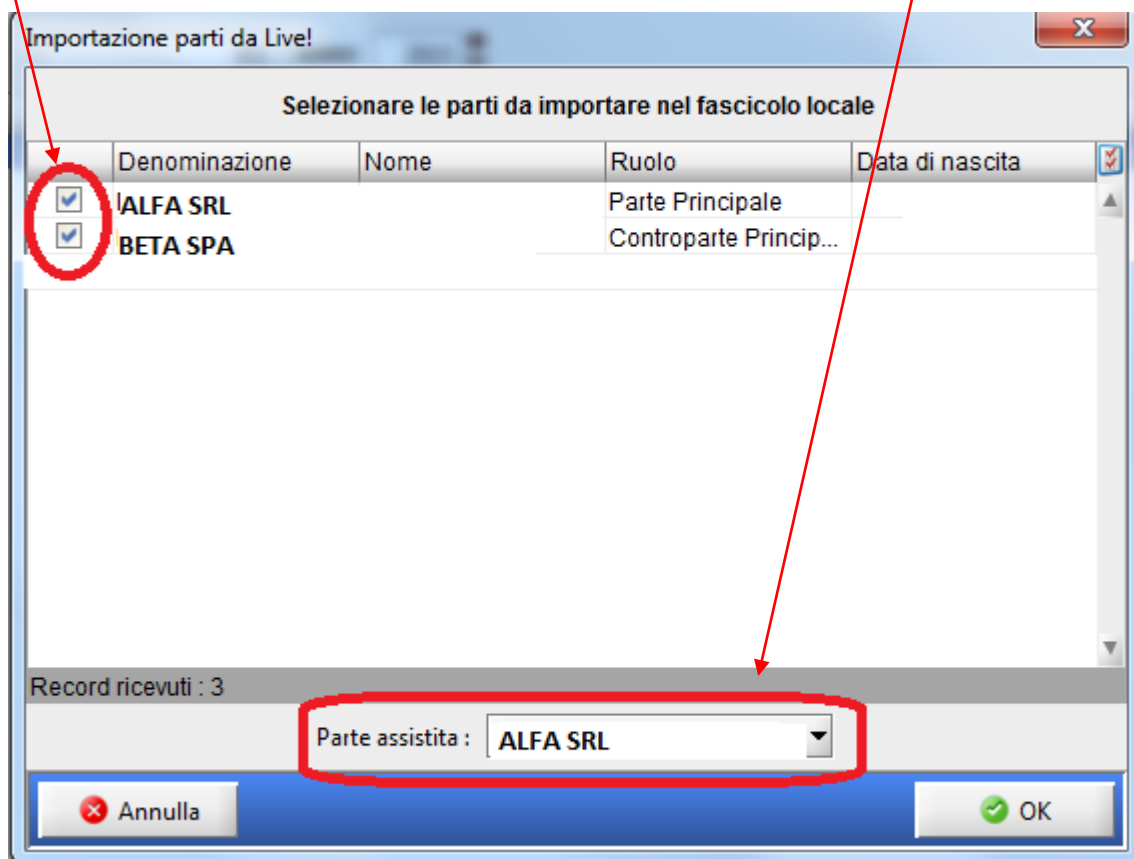 Importazione parti da Live!
Selezionare le parti da importare nel fascicolo locale
Denominazione Nome Ruolo Data di nascita
ALFA SRL Parte Principale
BETA SPA Controparte Princip...
Record ricevuti : 3
Parte assistita : ALFA SRL
Annulla OK